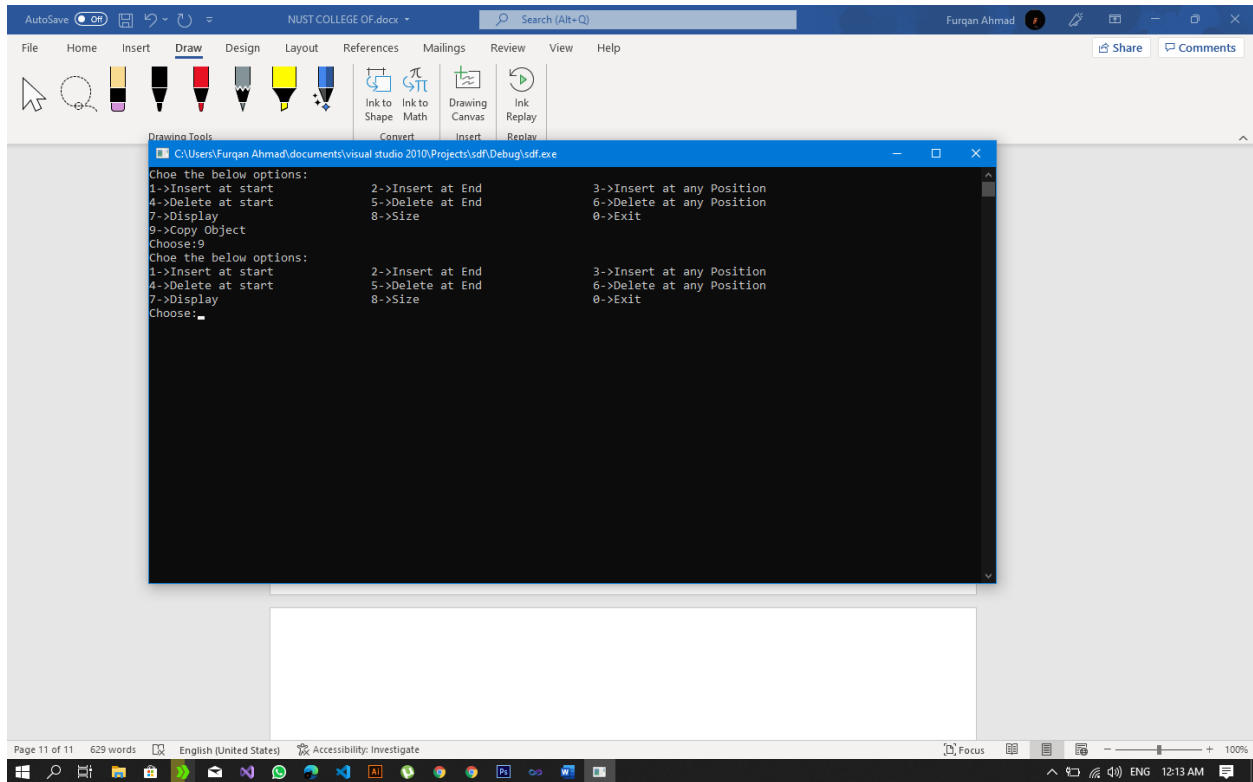 AutoSave Off NUST COLLEGE OF.docx Search (Alt+Q) Furqan Ahmad
File Home Insert Draw Design Layout References Mailings Review View Help Share Comments
Ink to Shape Ink to Math Drawing Canvas Ink Replay
Drawing Tools Convert Insert Replay
C:\Users\Furqan Ahmad\documents\visual studio 2010\Projects\sdf\Debug\sdf.exe
Choe the below options:
1->Insert at start 2->Insert at End 3->Insert at any Position
4->Delete at start 5->Delete at End 6->Delete at any Position
7->Display 8->Size 0->Exit
9->Copy Object
Choose:9
Choe the below options:
1->Insert at start 2->Insert at End 3->Insert at any Position
4->Delete at start 5->Delete at End 6->Delete at any Position
7->Display 8->Size 0->Exit
Choose:
Page 11 of 11 629 words English (United States) Accessibility: Investigate Focus 100%
Ai Ps W ENG 12:13 AM